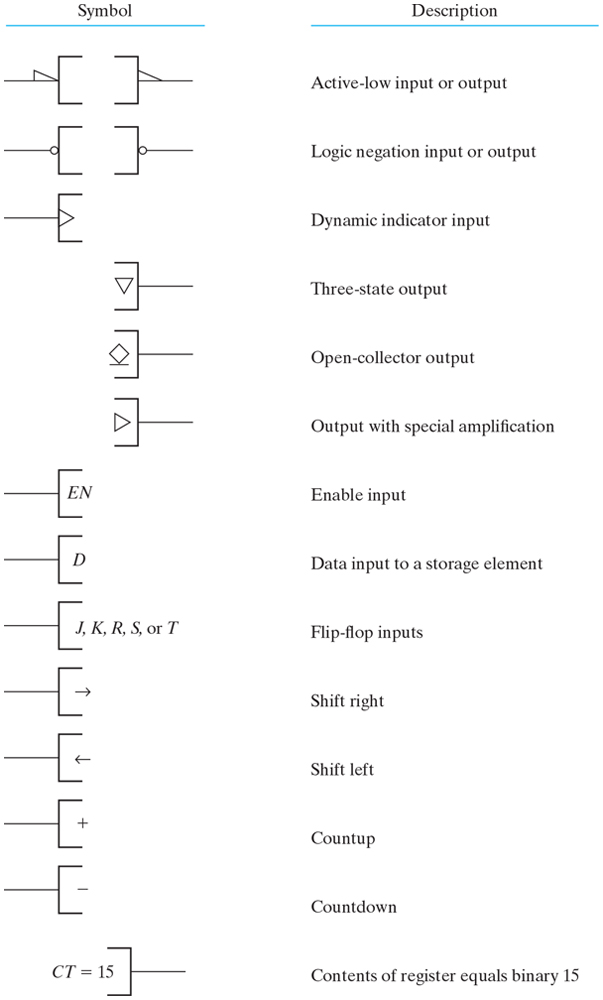 Symbol Description
Active-low input or output
Logic negation input or output
Dynamic indicator input
Three-state output
Open-collector output
Output with special amplification
EN Enable input
D Data input to a storage element
J, K, R, S, or T Flip-flop inputs
→ Shift right
← Shift left
+ Countup
− Countdown
CT = 15 Contents of register equals binary 15